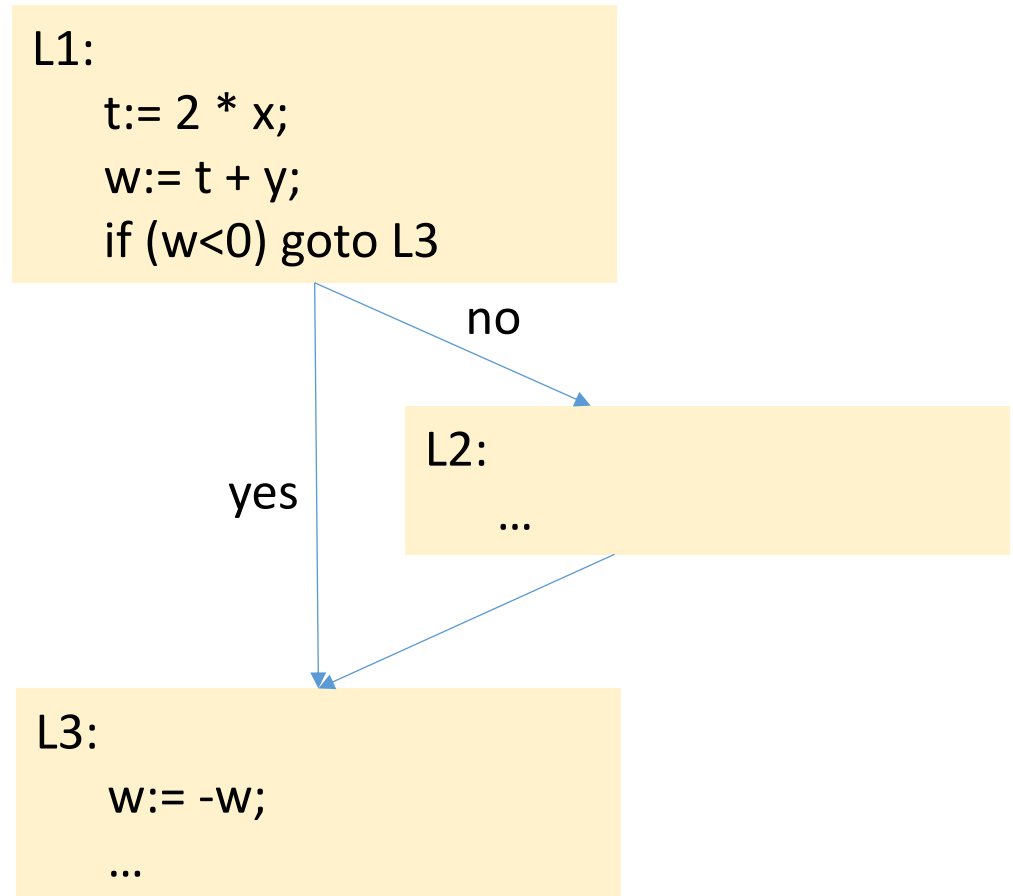 L1:
t:= 2 * x;
w:= t + y;
if (w<0) goto L3
no
L2:
...
yes
L3:
w:= -w;
...